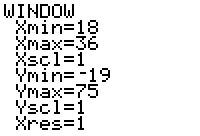 WINDOW
Xmin=18
Xmax=36
Xscl=1
Ymin=-19
Ymax=75
Yscl=1
Xres=1